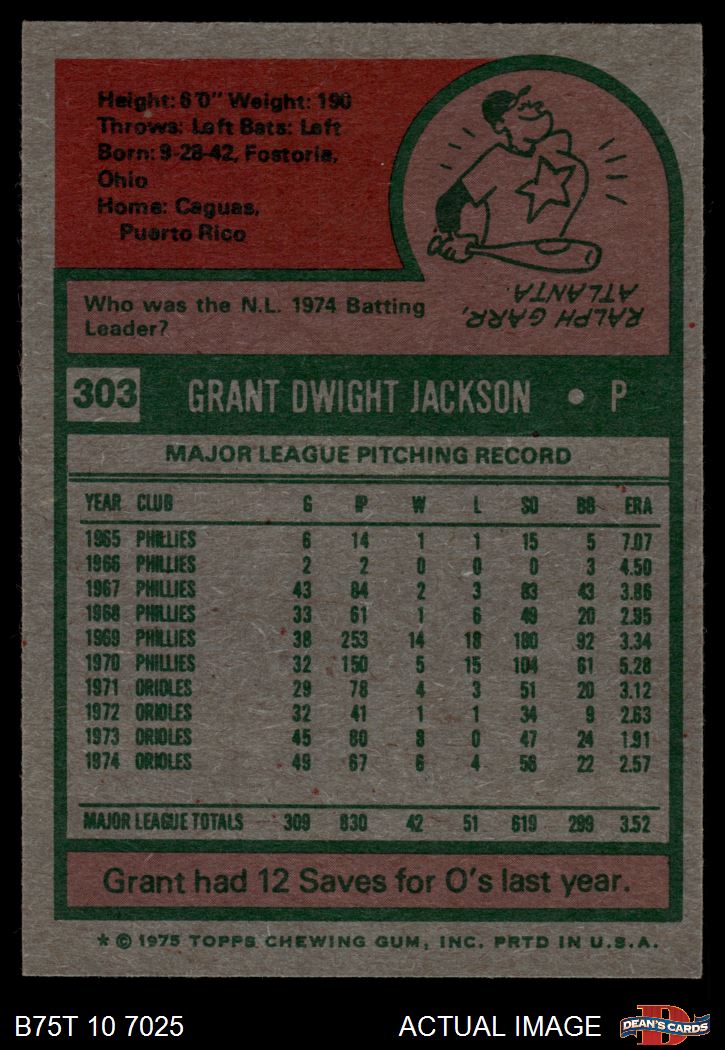 Height: 6'0" Weight: 190
Throws: Left Bats: Left
Born: 9-28-42, Fostoria,
Ohio
Home: Caguas,
Puerto Rico
Who was the N.L. 1974 Batting
Leader?
RALPH GARR,
ATLANTA.
303 GRANT DWIGHT JACKSON • P
MAJOR LEAGUE PITCHING RECORD
YEAR CLUB G IP W L SO BB ERA
1965 PHILLIES 6 14 1 1 15 5 7.07
1966 PHILLIES 2 2 0 0 0 3 4.50
1967 PHILLIES 43 84 2 3 83 43 3.86
1968 PHILLIES 33 61 1 6 49 20 2.95
1969 PHILLIES 38 253 14 18 180 92 3.34
1970 PHILLIES 32 150 5 15 104 61 5.28
1971 ORIOLES 29 78 4 3 51 20 3.12
1972 ORIOLES 32 41 1 1 34 9 2.63
1973 ORIOLES 45 80 8 0 47 24 1.91
1974 ORIOLES 49 67 6 4 56 22 2.57
MAJOR LEAGUE TOTALS 309 830 42 51 619 299 3.52
Grant had 12 Saves for O's last year.
* © 1975 TOPPS CHEWING GUM, INC. PRTD IN U.S.A.
B75T 10 7025 ACTUAL IMAGE DEAN'S CARDS